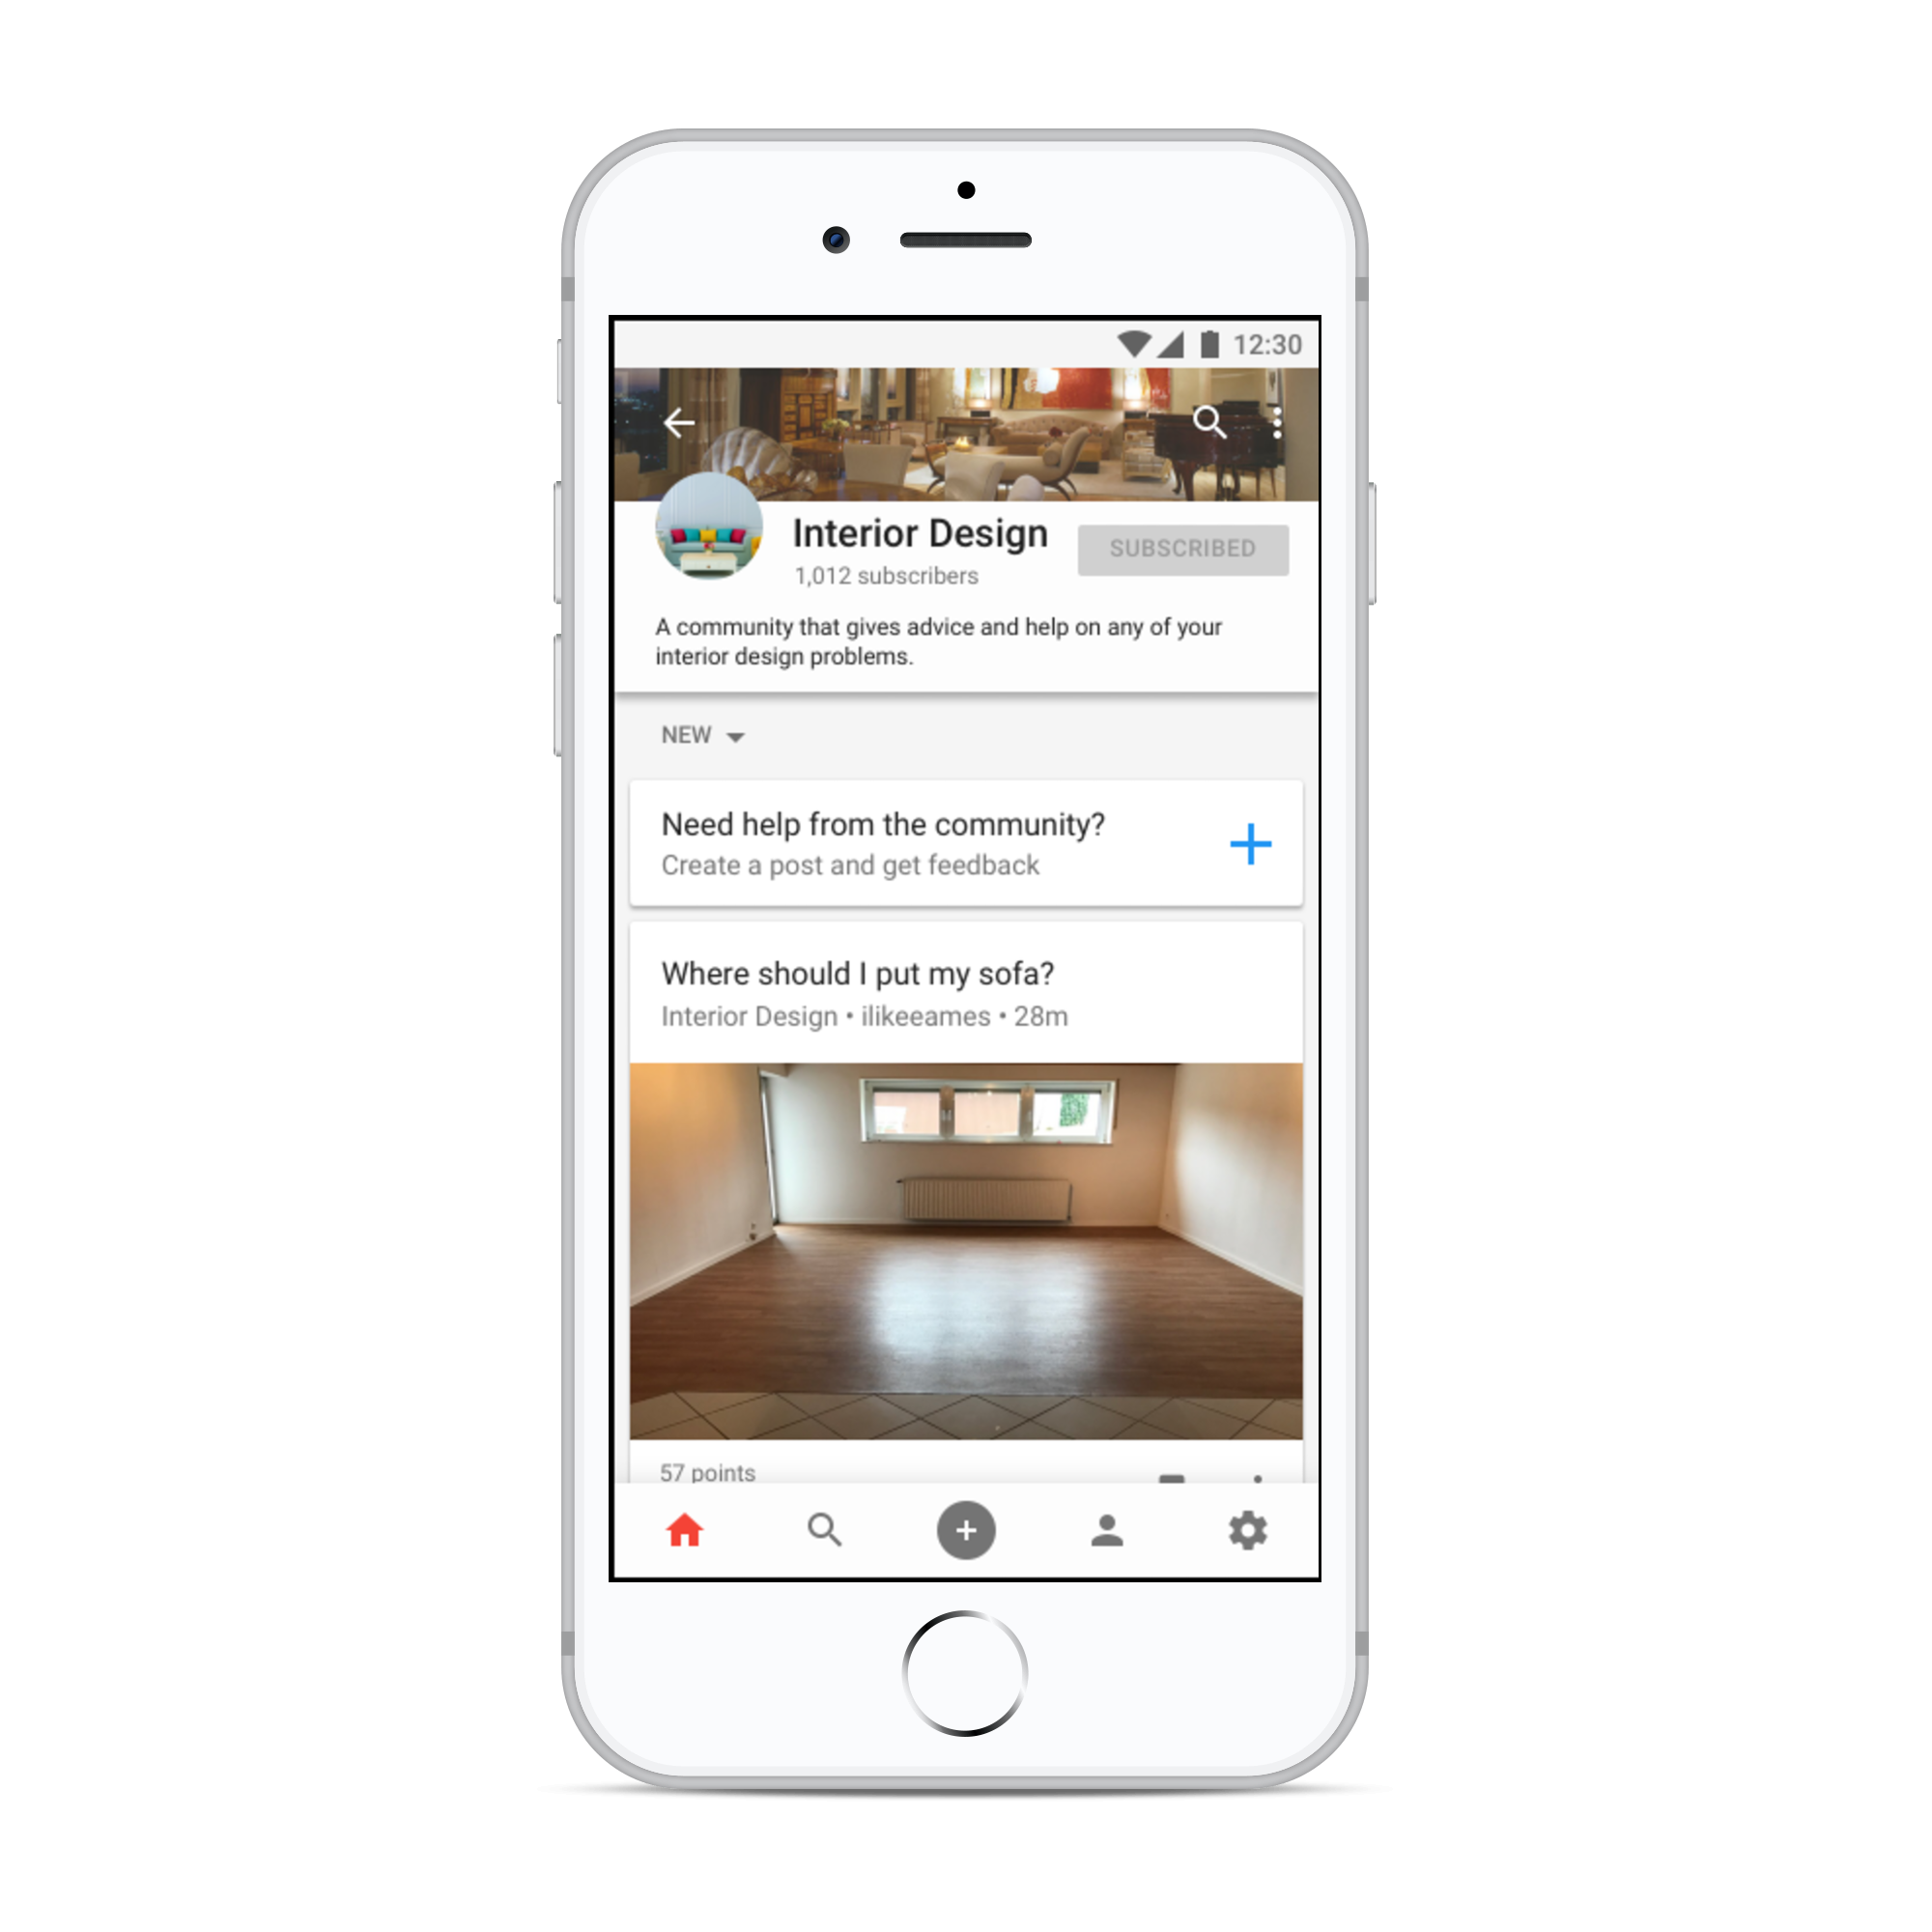 12:30
Interior Design
SUBSCRIBED
1,012 subscribers
A community that gives advice and help on any of your
interior design problems.
NEW
Need help from the community?
Create a post and get feedback
Where should I put my sofa?
Interior Design • ilikeeames • 28m
57 points